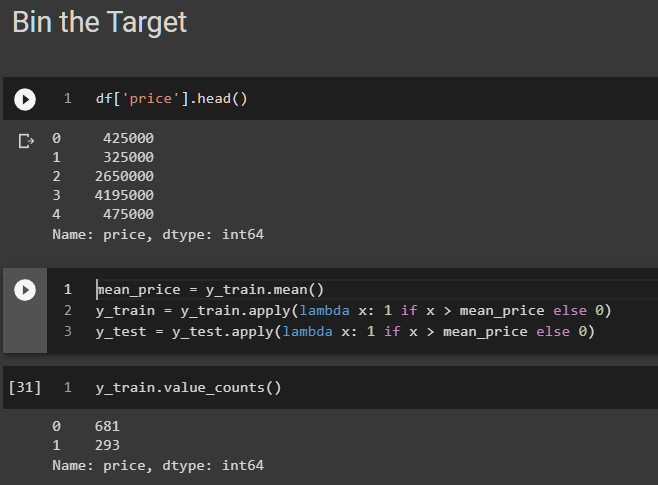 Bin the Target
1 df['price'].head()
0 425000
1 325000
2 2650000
3 4195000
4 475000
Name: price, dtype: int64
1 mean_price = y_train.mean()
2 y_train = y_train.apply(lambda x: 1 if x > mean_price else 0)
3 y_test = y_test.apply(lambda x: 1 if x > mean_price else 0)
[31] 1 y_train.value_counts()
0 681
1 293
Name: price, dtype: int64